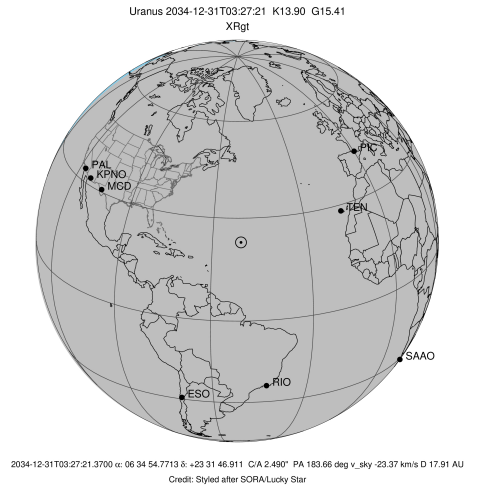 Uranus 2034-12-31T03:27:21 K13.90 G15.41
XRgt
PIC
PAL
KPNO
MCD
TEN
SAAO
RIO
ESO
2034-12-31T03:27:21.3700 α: 06 34 54.7713 δ: +23 31 46.911 C/A 2.490" PA 183.66 deg v_sky -23.37 km/s D 17.91 AU
Credit: Styled after SORA/Lucky Star